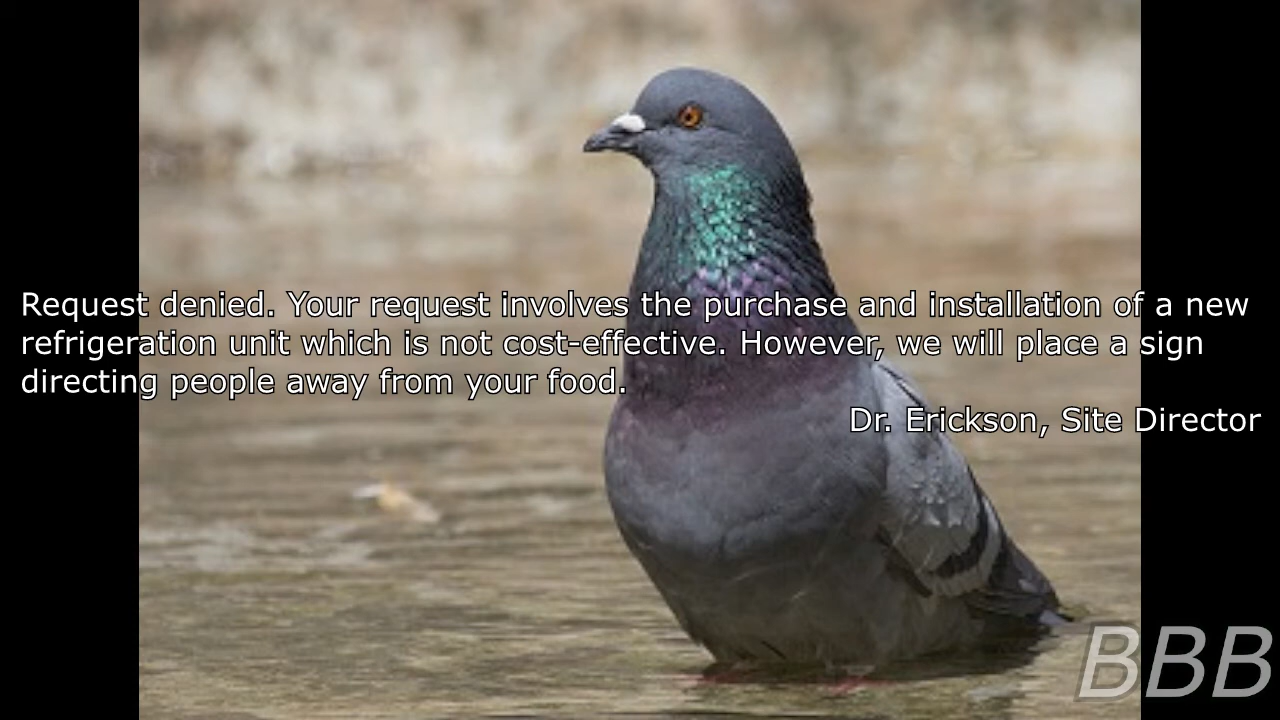 Request denied. Your request involves the purchase and installation of a new
refrigeration unit which is not cost-effective. However, we will place a sign
directing people away from your food.
Dr. Erickson, Site Director
BBB